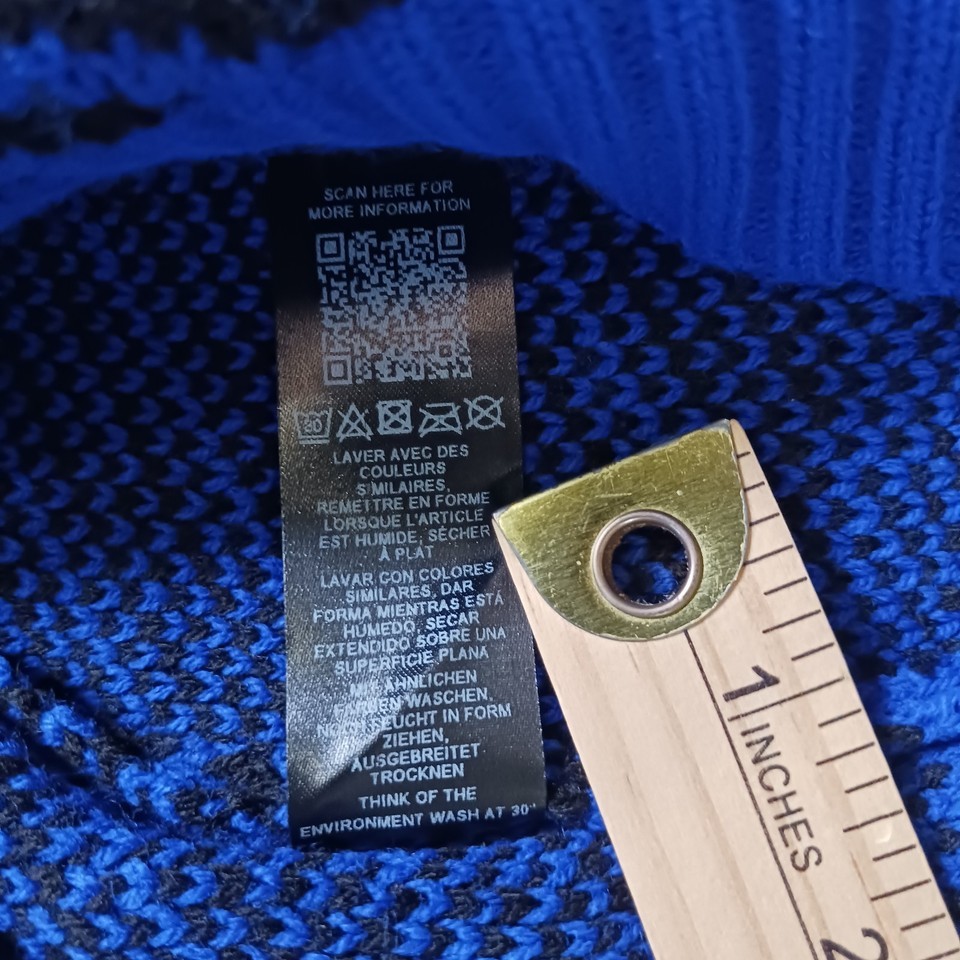 SCAN HERE FOR
MORE INFORMATION
30
LAVER AVEC DES
COULEURS
SIMILAIRES,
REMETTRE EN FORME
LORSQUE L'ARTICLE
EST HUMIDE, SÉCHER
À PLAT
LAVAR CON COLORES
SIMILARES, DAR
FORMA MIENTRAS ESTÁ
HÚMEDO, SECAR
EXTENDIDO SOBRE UNA
SUPERFICIE PLANA
MIT ÄHNLICHEN
WASCHEN,
FEUCHT IN FORM
ZIEHEN,
AUSGEBREITET
TROCKNEN
THINK OF THE
ENVIRONMENT WASH AT 30°
1 INCHES
2